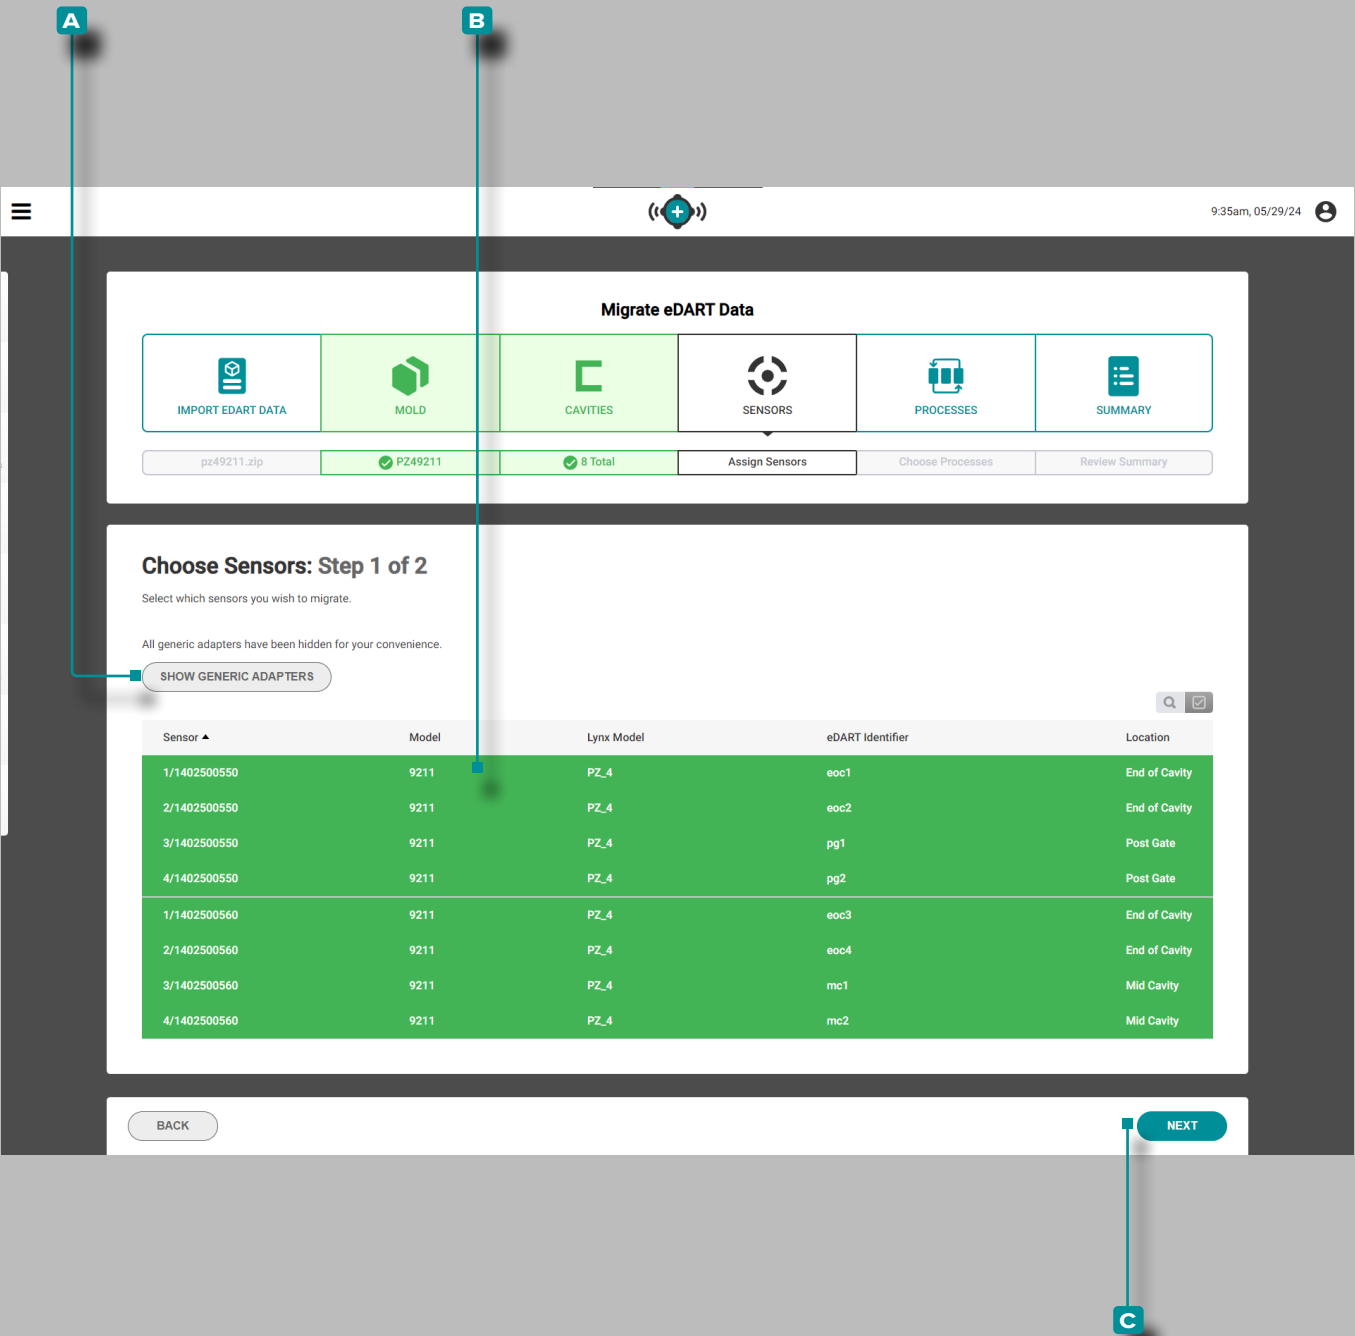 A
B
9:35am, 05/29/24
Migrate eDART Data
IMPORT EDART DATA
MOLD
CAVITIES
SENSORS
PROCESSES
SUMMARY
pz49211.zip
PZ49211
8 Total
Assign Sensors
Choose Processes
Review Summary
Choose Sensors: Step 1 of 2
Select which sensors you wish to migrate.
All generic adapters have been hidden for your convenience.
SHOW GENERIC ADAPTERS
Sensor Model Lynx Model eDART Identifier Location
1/1402500550 9211 PZ_4 eoc1 End of Cavity
2/1402500550 9211 PZ_4 eoc2 End of Cavity
3/1402500550 9211 PZ_4 pg1 Post Gate
4/1402500550 9211 PZ_4 pg2 Post Gate
1/1402500560 9211 PZ_4 eoc3 End of Cavity
2/1402500560 9211 PZ_4 eoc4 End of Cavity
3/1402500560 9211 PZ_4 mc1 Mid Cavity
4/1402500560 9211 PZ_4 mc2 Mid Cavity
BACK
NEXT
C